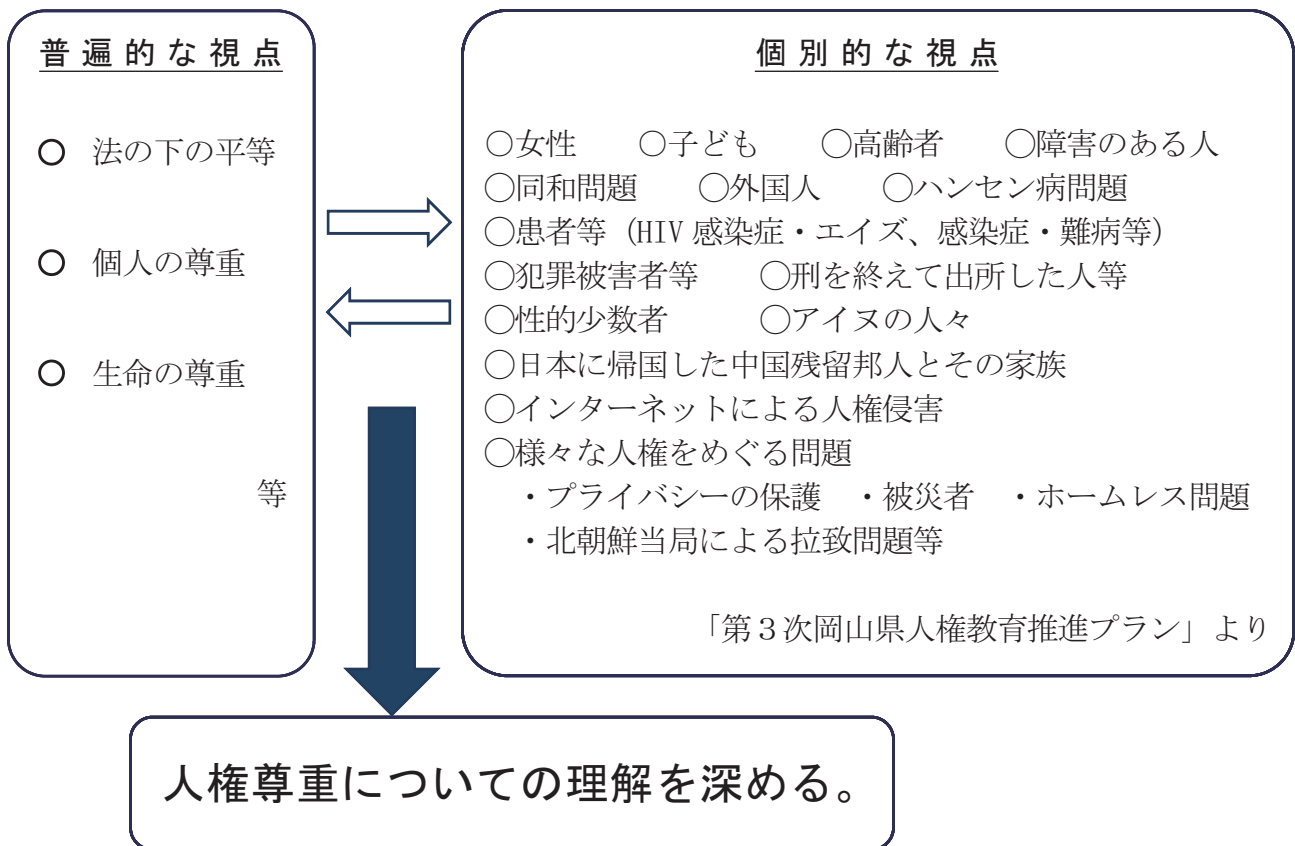 普遍的な視点
○ 法の下の平等
○ 個人の尊重
○ 生命の尊重
等
個別的な視点
○女性　○子ども　○高齢者　○障害のある人
○同和問題　○外国人　○ハンセン病問題
○患者等（HIV感染症・エイズ、感染症・難病等）
○犯罪被害者等　○刑を終えて出所した人等
○性的少数者　○アイヌの人々
○日本に帰国した中国残留邦人とその家族
○インターネットによる人権侵害
○様々な人権をめぐる問題
・プライバシーの保護　・被災者　・ホームレス問題
・北朝鮮当局による拉致問題等
「第３次岡山県人権教育推進プラン」より
人権尊重についての理解を深める。